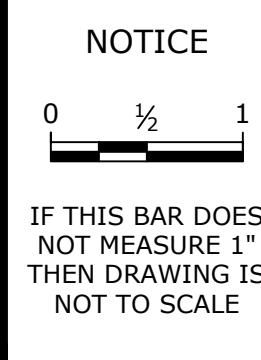 NOTICE
0 ½ 1
IF THIS BAR DOES
NOT MEASURE 1"
THEN DRAWING IS
NOT TO SCALE